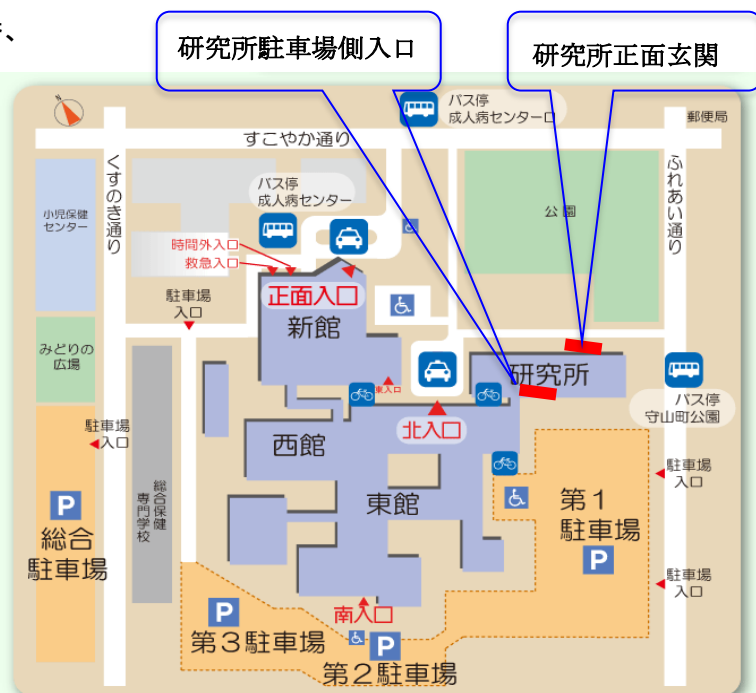 、
研究所駐車場側入口
研究所正面玄関
N
バス停
成人病センター口
郵便局
すこやか通り
くすのき通り
ふれあい通り
小児保健
センター
バス停
成人病センター
公園
時間外入口
救急入口
正面入口
新館
駐車場
入口
みどりの
広場
研究所
東入口
バス停
守山町公園
駐車場
入口
西館
北入口
総合保健
専門学校
東館
第1
駐車場
P
駐車場
入口
P
総合
駐車場
駐車場
入口
P
第3駐車場
南入口
P
第2駐車場